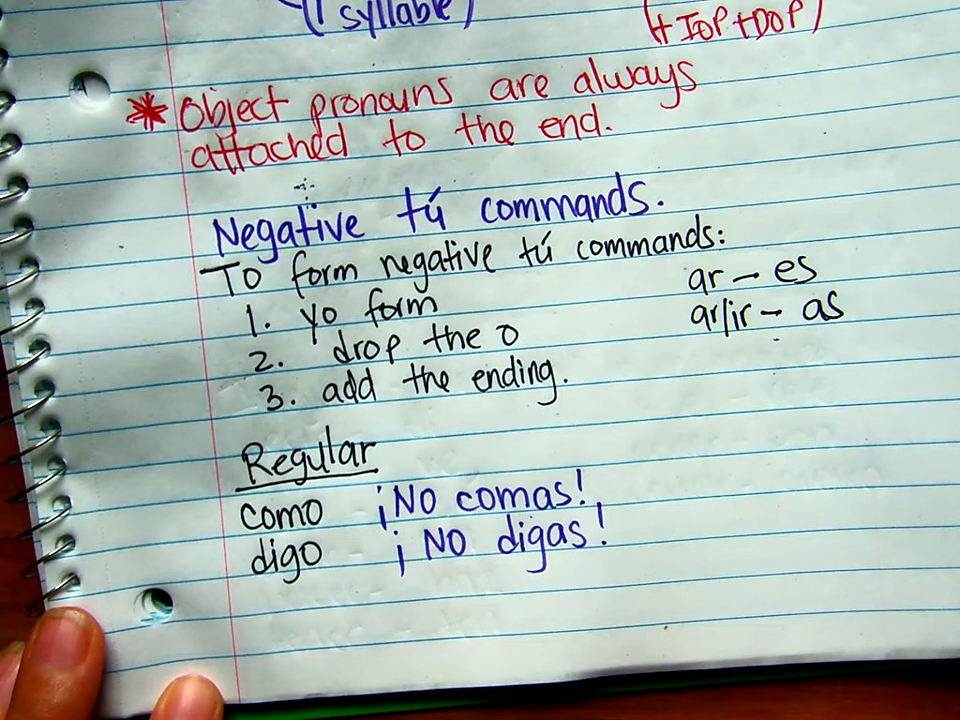 (1 syllable)
(+ IOP + DOP)
* Object pronouns are always
attached to the end.
Negative tú commands.
To form negative tú commands:
1. yo form
2. drop the o
3. add the ending.
ar - es
ar/ir - as
Regular
como ¡No comas!
digo ¡No digas!